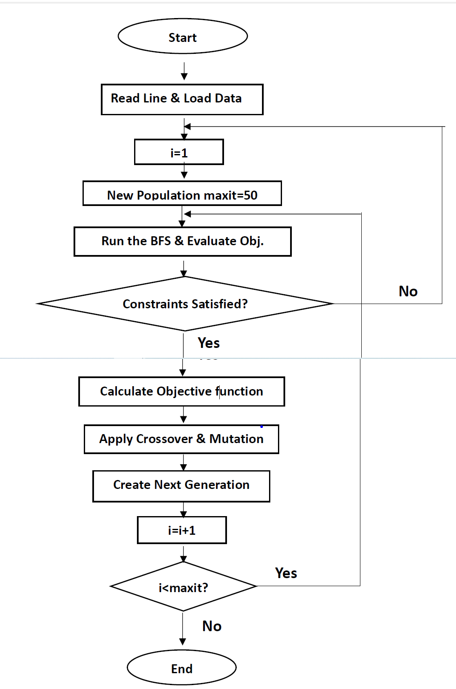 Start
Read Line & Load Data
i=1
New Population maxit=50
Run the BFS & Evaluate Obj.
Constraints Satisfied?
No
Yes
Calculate Objective function
Apply Crossover & Mutation
Create Next Generation
i=i+1
i<maxit?
Yes
No
End